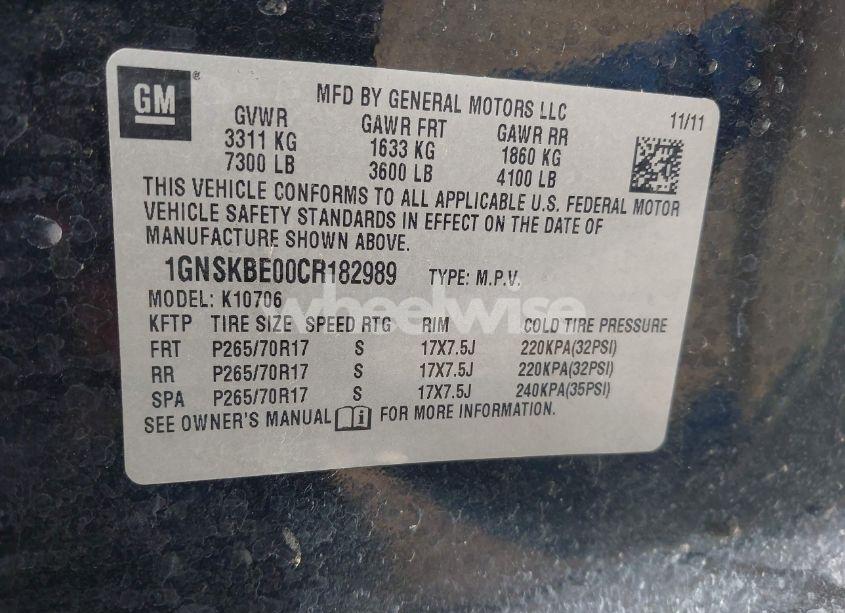 GM®
MFD BY GENERAL MOTORS LLC
11/11
GVWR GAWR FRT GAWR RR
3311 KG 1633 KG 1860 KG
7300 LB 3600 LB 4100 LB
THIS VEHICLE CONFORMS TO ALL APPLICABLE U.S. FEDERAL MOTOR
VEHICLE SAFETY STANDARDS IN EFFECT ON THE DATE OF
MANUFACTURE SHOWN ABOVE.
1GNSKBE00CR182989 TYPE: M.P.V.
MODEL: K10706
wheelwise
KFTP TIRE SIZE SPEED RTG RIM COLD TIRE PRESSURE
FRT P265/70R17 S 17X7.5J 220KPA(32PSI)
RR P265/70R17 S 17X7.5J 220KPA(32PSI)
SPA P265/70R17 S 17X7.5J 240KPA(35PSI)
SEE OWNER'S MANUAL i FOR MORE INFORMATION.